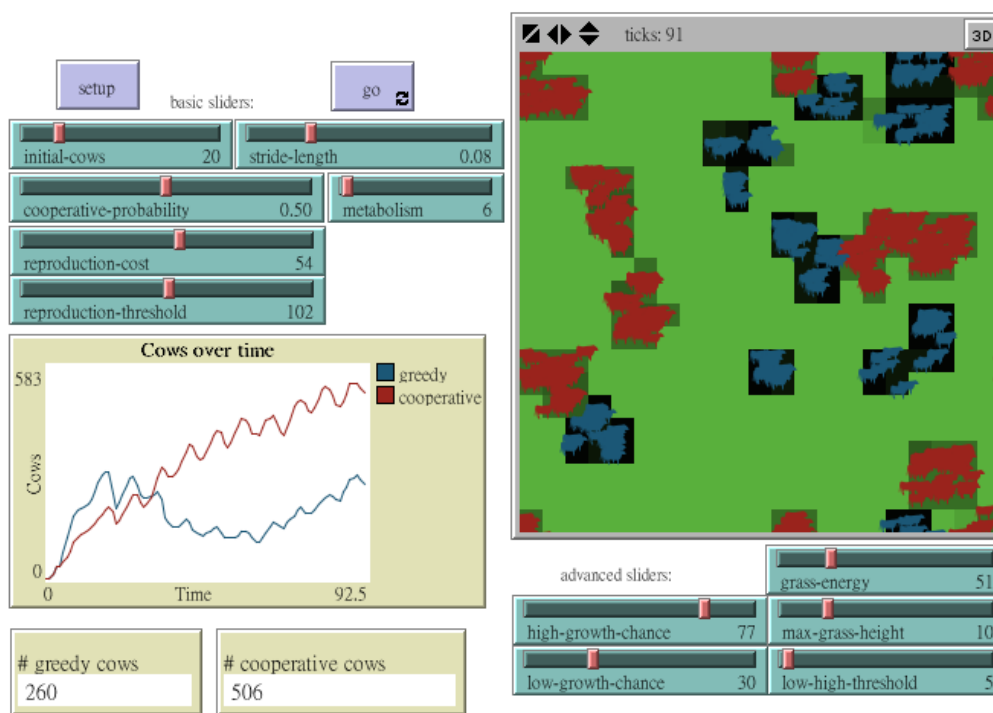 setup
go
basic sliders:
initial-cows 20
stride-length 0.08
cooperative-probability 0.50
metabolism 6
reproduction-cost 54
reproduction-threshold 102
Cows over time
583
Cows
0
0
Time
92.5
greedy
cooperative
# greedy cows
260
# cooperative cows
506
ticks: 91
3D
advanced sliders:
grass-energy 51
high-growth-chance 77
max-grass-height 10
low-growth-chance 30
low-high-threshold 5